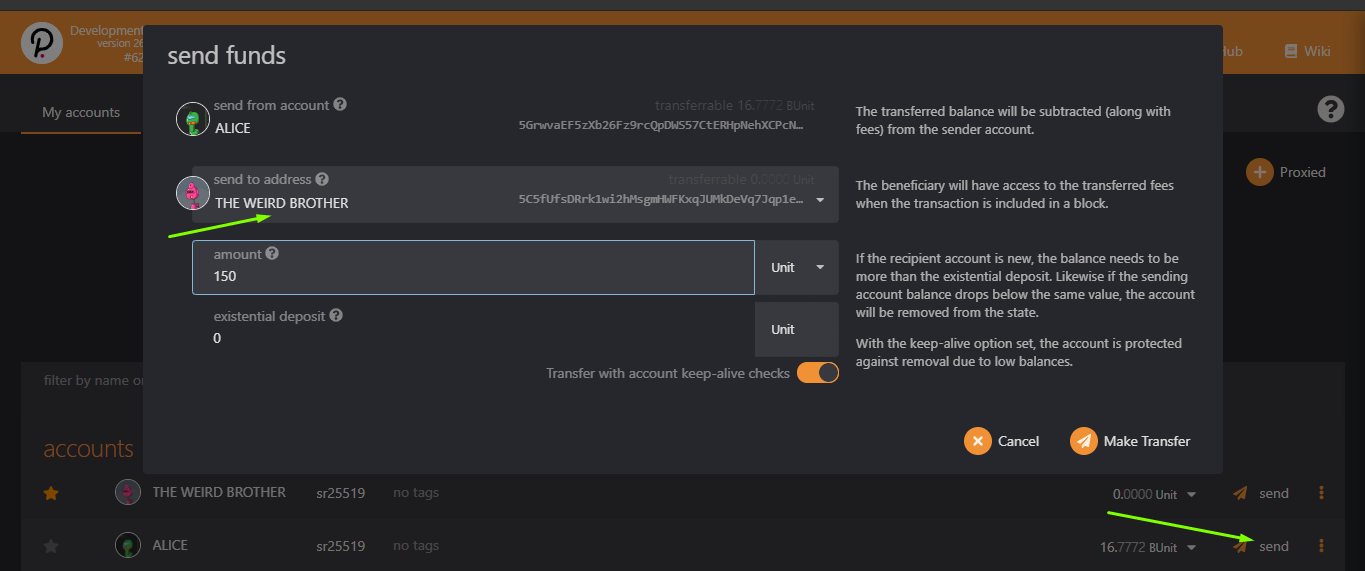 Development
version 26
#62
send funds
Hub
Wiki
My accounts
send from account
transferrable 16.7772 BUnit
ALICE
5GrwvaEF5zXb26Fz9rcQpDWS57CtERHpNehXCPcN…
The transferred balance will be subtracted (along with
fees) from the sender account.
send to address
transferrable 0.0000 Unit
THE WEIRD BROTHER
5C5fUfsDRrk1wi2hMsgmHWFKxqJUMkDeVq7Jqp1e…
The beneficiary will have access to the transferred fees
when the transaction is included in a block.
Proxied
amount
150
Unit
If the recipient account is new, the balance needs to be
more than the existential deposit. Likewise if the sending
account balance drops below the same value, the account
will be removed from the state.
existential deposit
0
Unit
With the keep-alive option set, the account is protected
against removal due to low balances.
Transfer with account keep-alive checks
filter by name or
Cancel
Make Transfer
accounts
THE WEIRD BROTHER
sr25519
no tags
0.0000 Unit
send
ALICE
sr25519
no tags
16.7772 BUnit
send